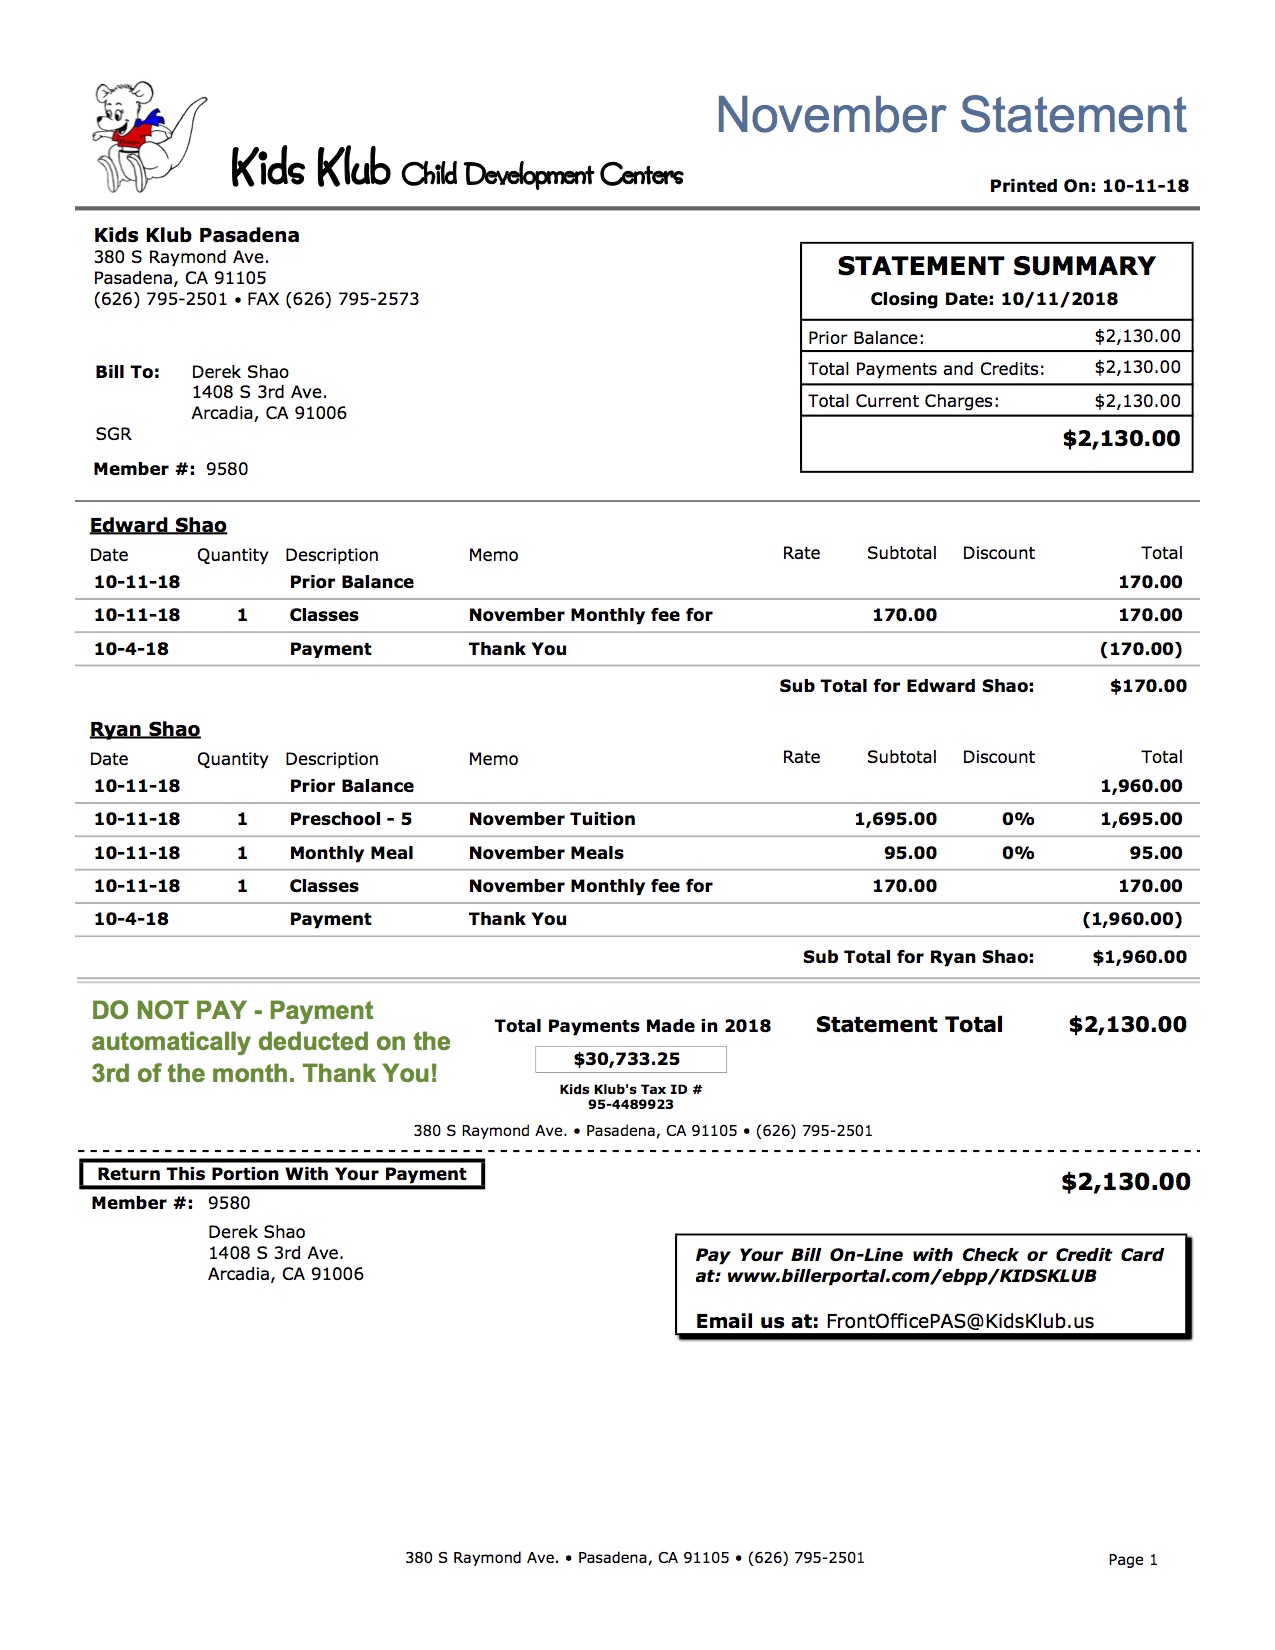 November Statement
Kids Klub Child Development Centers
Printed On: 10-11-18
Kids Klub Pasadena
380 S Raymond Ave.
Pasadena, CA 91105
(626) 795-2501 • FAX (626) 795-2573
STATEMENT SUMMARY
Closing Date: 10/11/2018
Prior Balance: $2,130.00
Total Payments and Credits: $2,130.00
Total Current Charges: $2,130.00
$2,130.00
Bill To: Derek Shao
1408 S 3rd Ave.
Arcadia, CA 91006
SGR
Member #: 9580
Edward Shao
Date Quantity Description Memo Rate Subtotal Discount Total
10-11-18 Prior Balance 170.00
10-11-18 1 Classes November Monthly fee for 170.00 170.00
10-4-18 Payment Thank You (170.00)
Sub Total for Edward Shao: $170.00
Ryan Shao
Date Quantity Description Memo Rate Subtotal Discount Total
10-11-18 Prior Balance 1,960.00
10-11-18 1 Preschool - 5 November Tuition 1,695.00 0% 1,695.00
10-11-18 1 Monthly Meal November Meals 95.00 0% 95.00
10-11-18 1 Classes November Monthly fee for 170.00 170.00
10-4-18 Payment Thank You (1,960.00)
Sub Total for Ryan Shao: $1,960.00
DO NOT PAY - Payment
automatically deducted on the
3rd of the month. Thank You!
Total Payments Made in 2018
$30,733.25
Kids Klub's Tax ID #
95-4489923
Statement Total $2,130.00
380 S Raymond Ave. • Pasadena, CA 91105 • (626) 795-2501
Return This Portion With Your Payment
$2,130.00
Member #: 9580
Derek Shao
1408 S 3rd Ave.
Arcadia, CA 91006
Pay Your Bill On-Line with Check or Credit Card
at: www.billerportal.com/ebpp/KIDSKLUB
Email us at: FrontOfficePAS@KidsKlub.us
380 S Raymond Ave. • Pasadena, CA 91105 • (626) 795-2501
Page 1